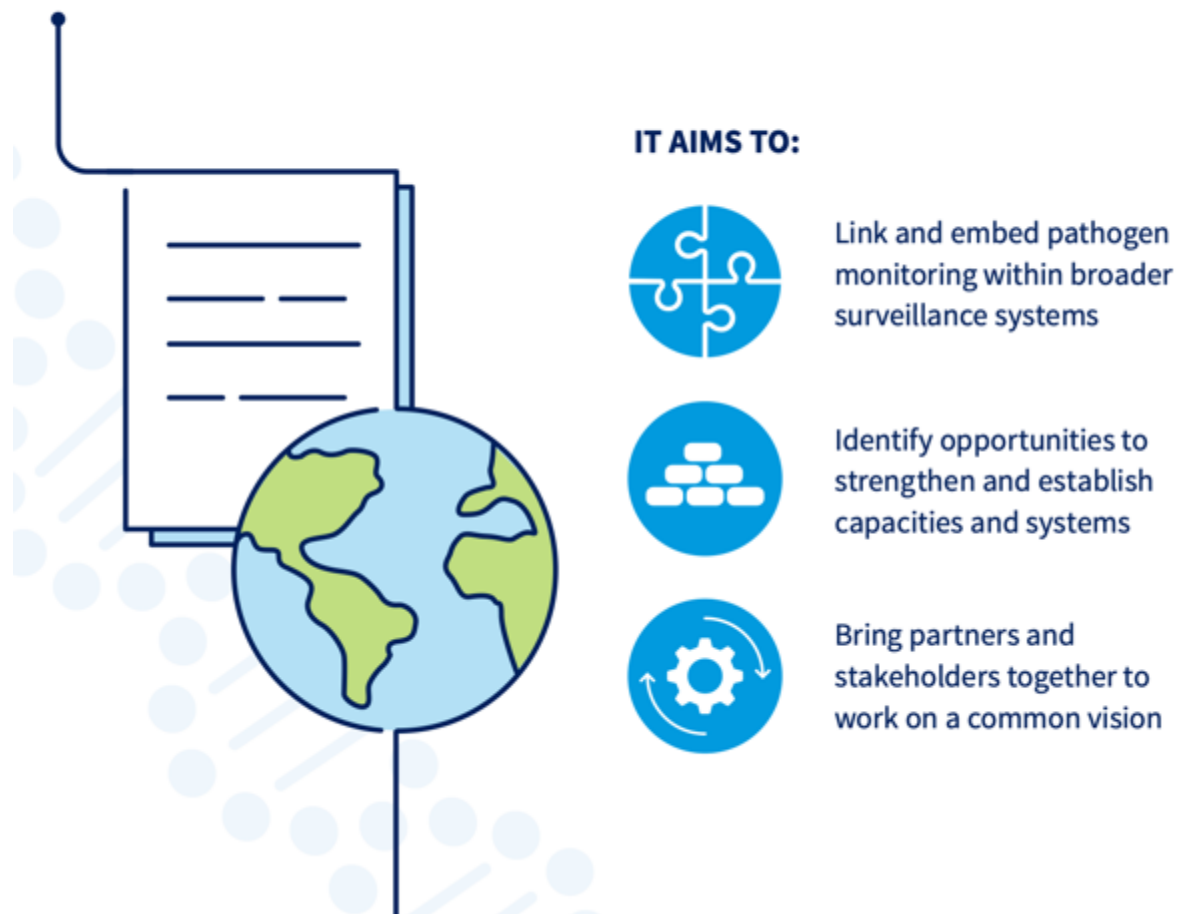 IT AIMS TO:
Link and embed pathogen
monitoring within broader
surveillance systems
Identify opportunities to
strengthen and establish
capacities and systems
Bring partners and
stakeholders together to
work on a common vision